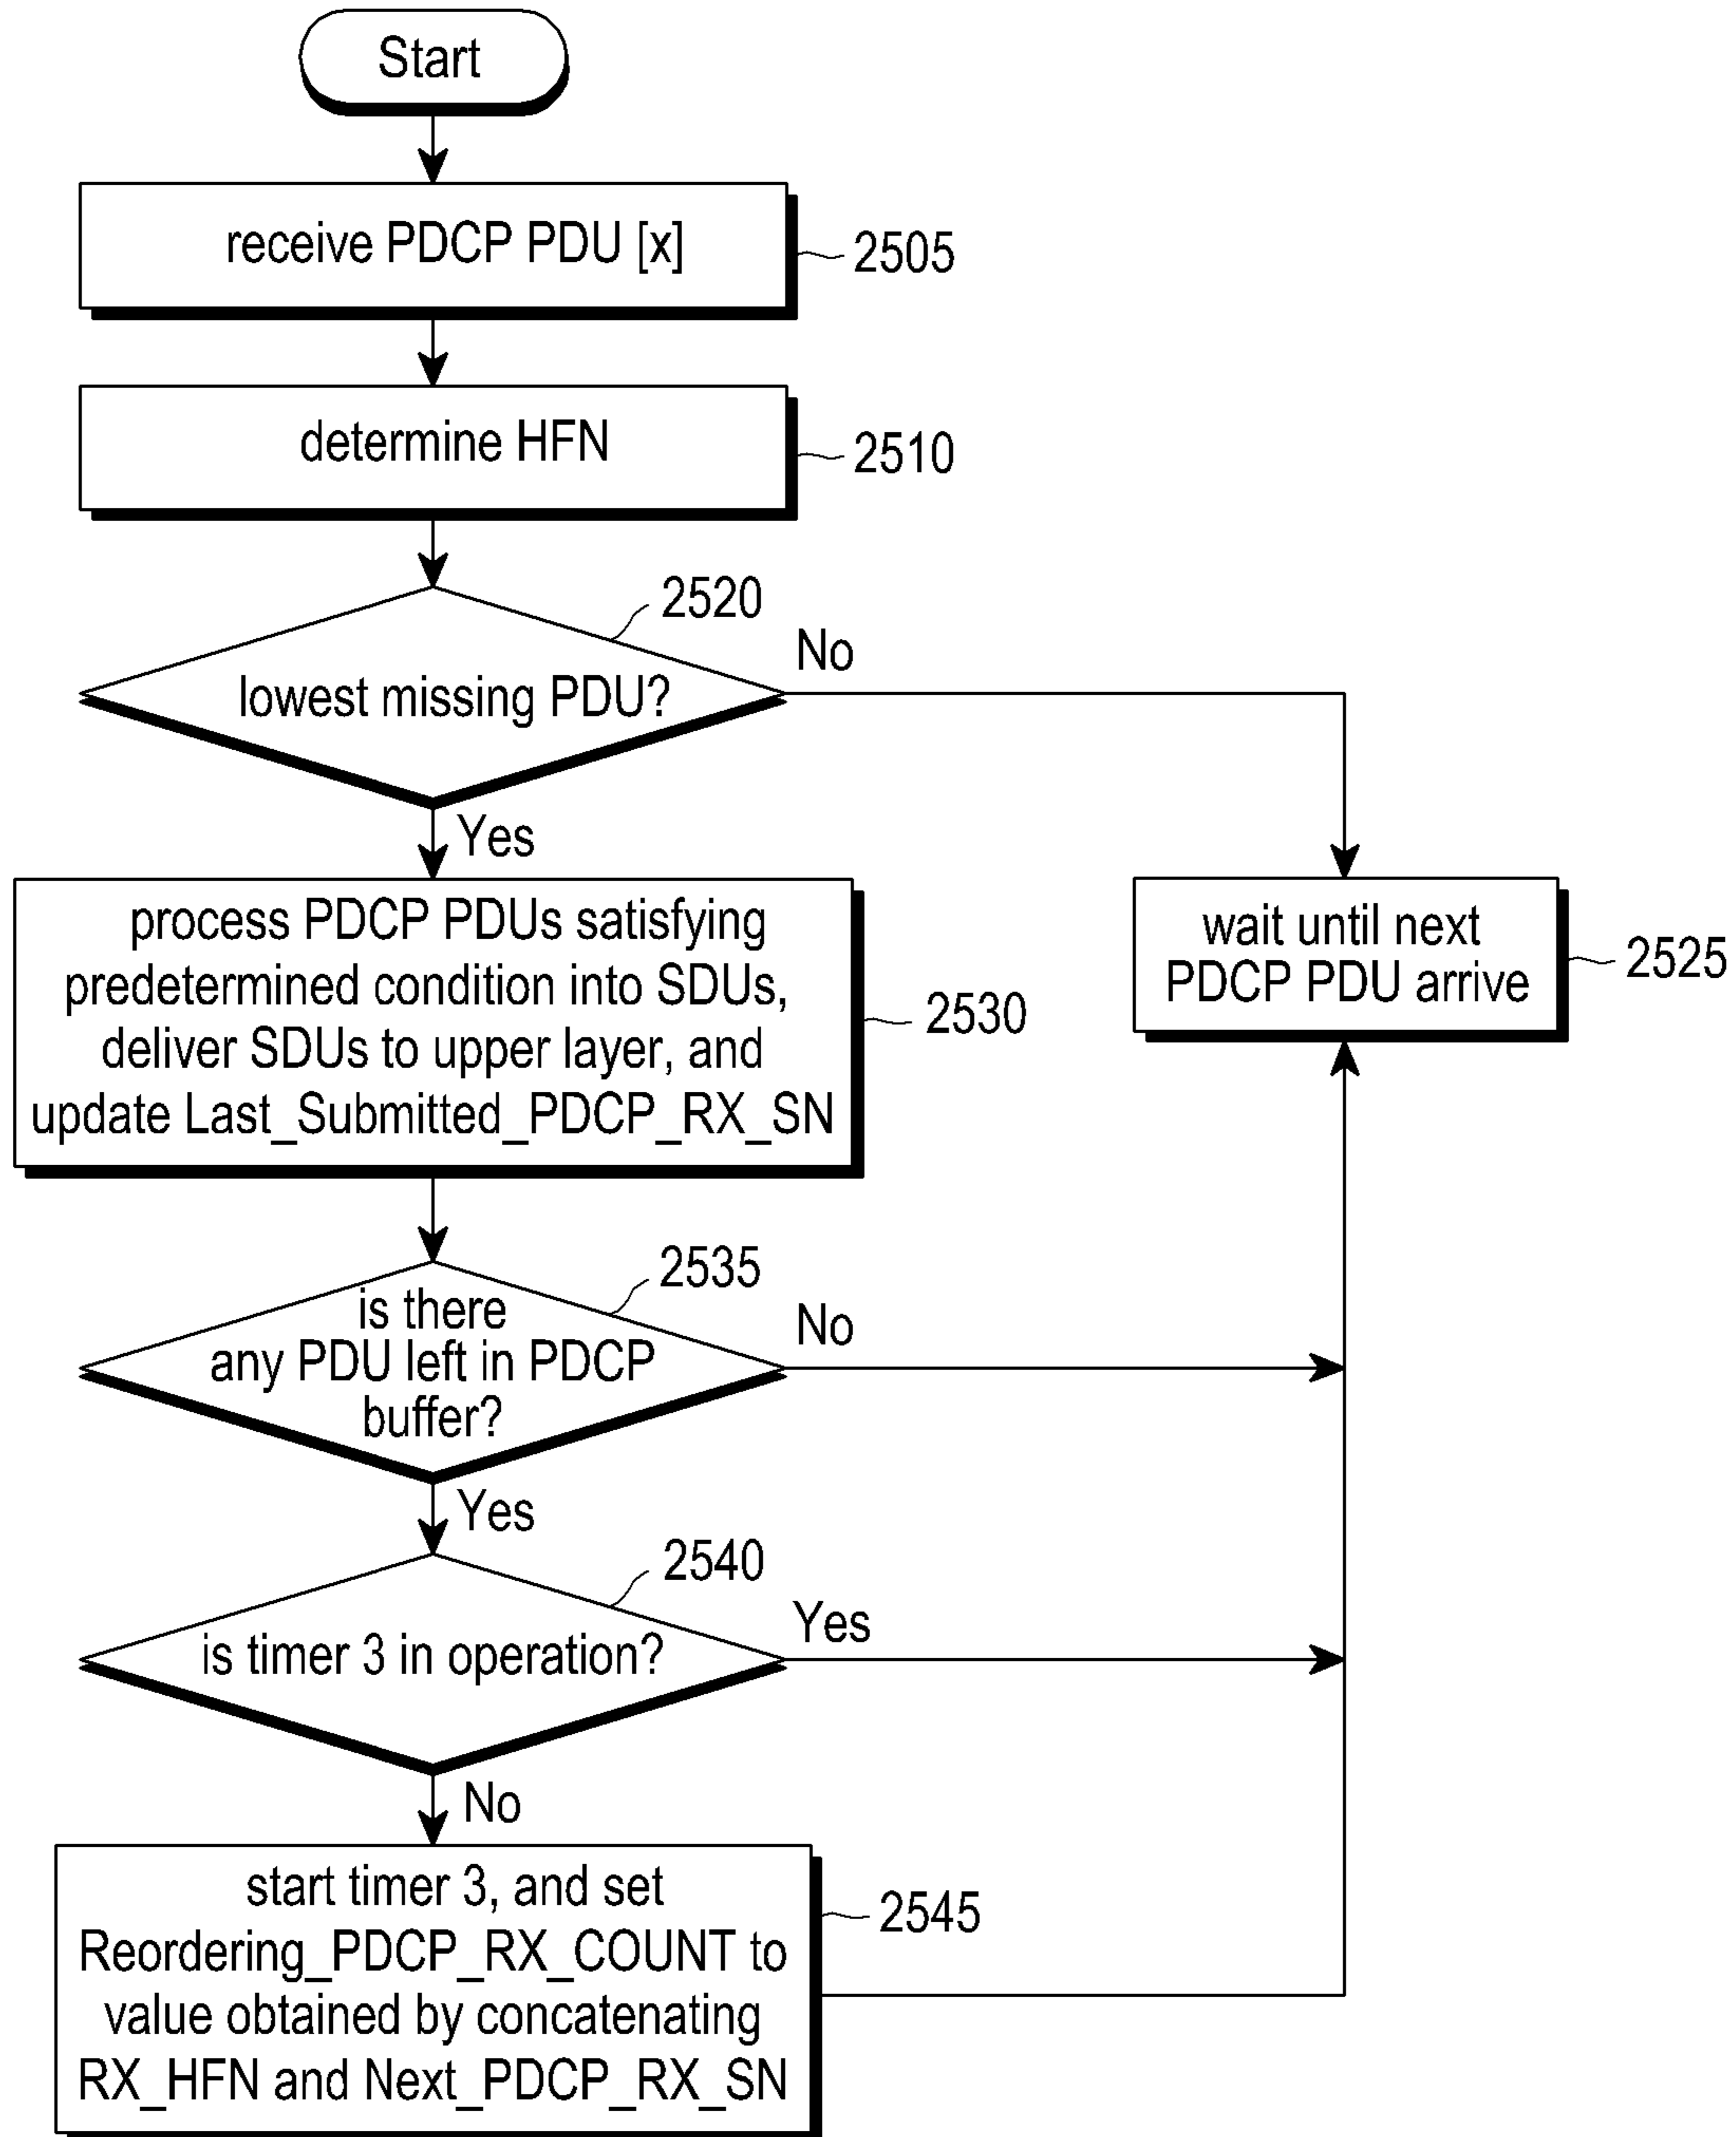 Start
receive PDCP PDU [x]
2505
determine HFN
2510
2520
lowest missing PDU?
No
Yes
process PDCP PDUs satisfying
predetermined condition into SDUs,
deliver SDUs to upper layer, and
update Last_Submitted_PDCP_RX_SN
2530
wait until next
PDCP PDU arrive
2525
2535
is there
any PDU left in PDCP
buffer?
No
Yes
2540
is timer 3 in operation?
Yes
No
start timer 3, and set
Reordering_PDCP_RX_COUNT to
value obtained by concatenating
RX_HFN and Next_PDCP_RX_SN
2545